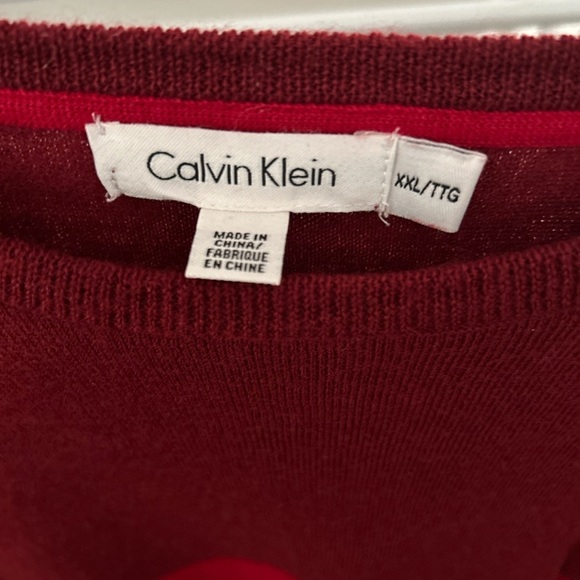 Calvin Klein
XXL/TTG
MADE IN
CHINA/
FABRIQUE
EN CHINE